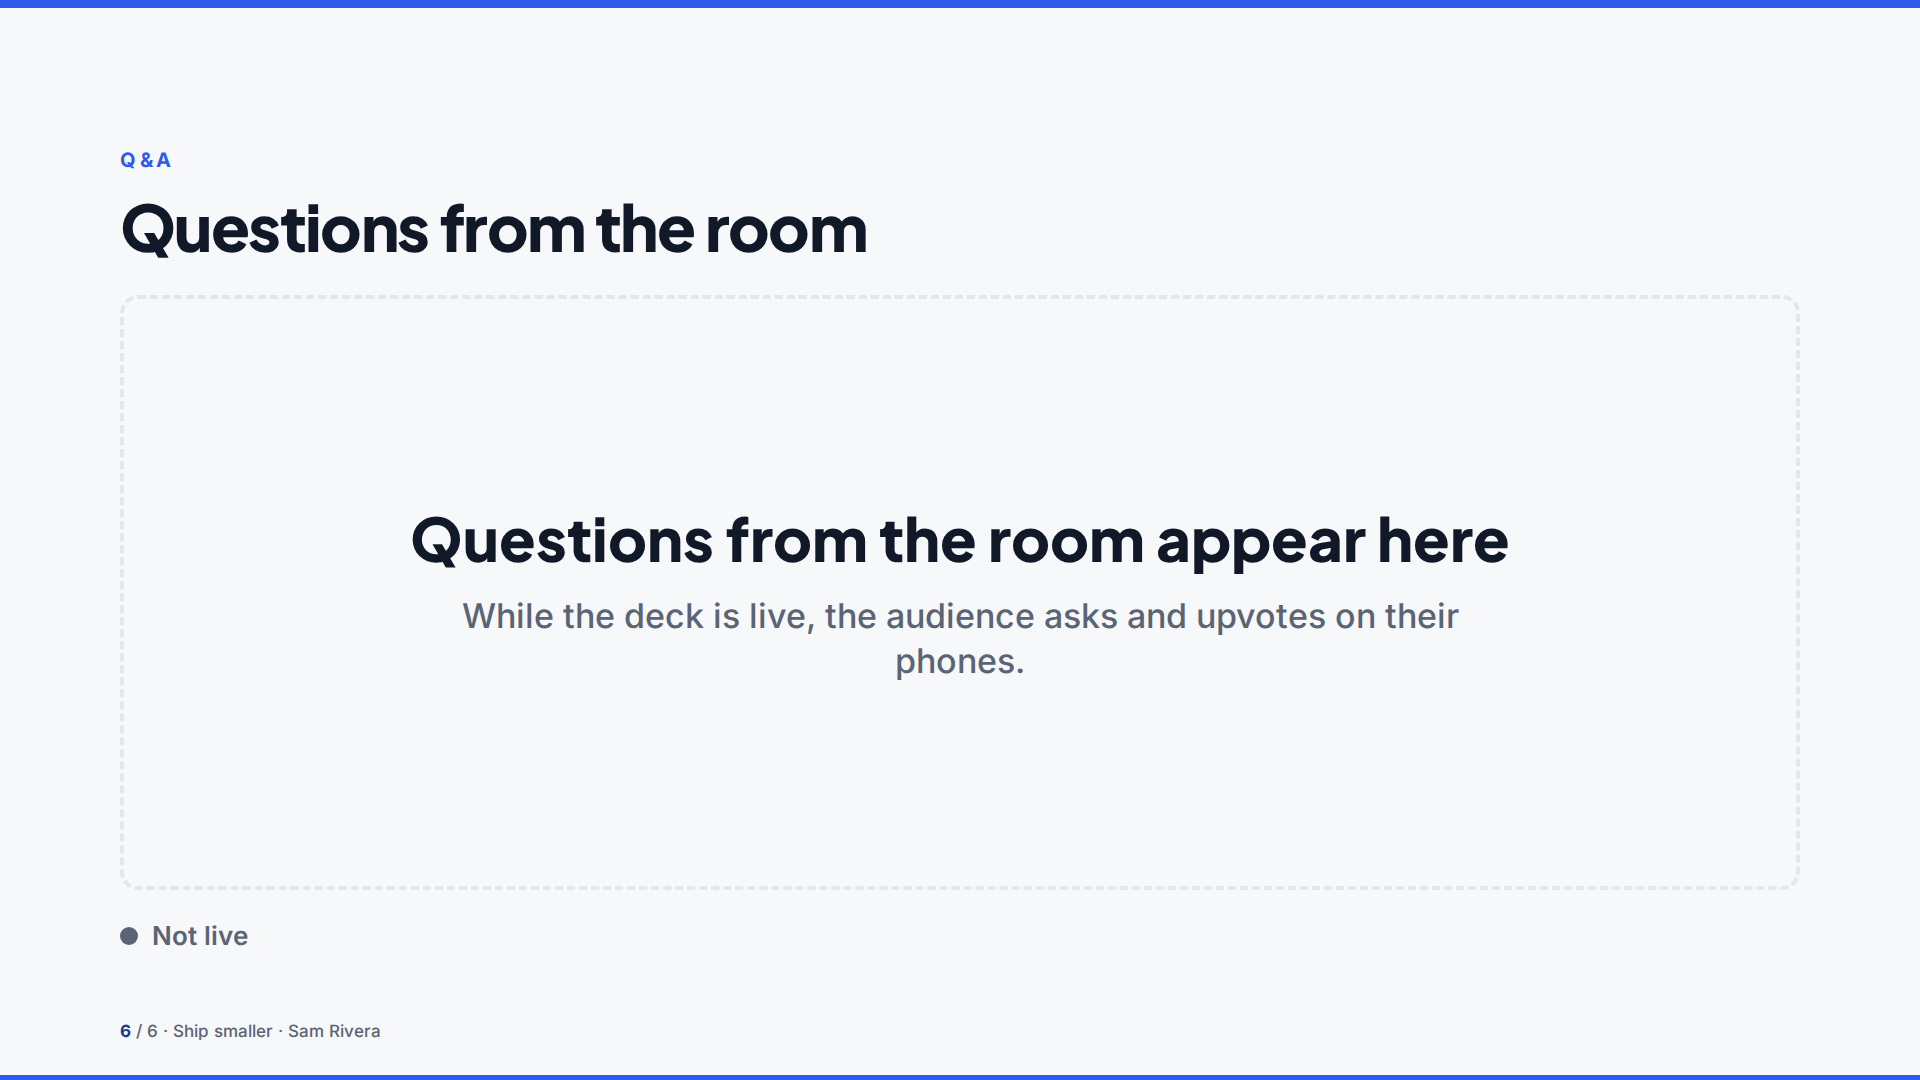 Q&A
Questions from the room
Questions from the room appear here
While the deck is live, the audience asks and upvotes on their
phones.
Not live
6 / 6 · Ship smaller · Sam Rivera